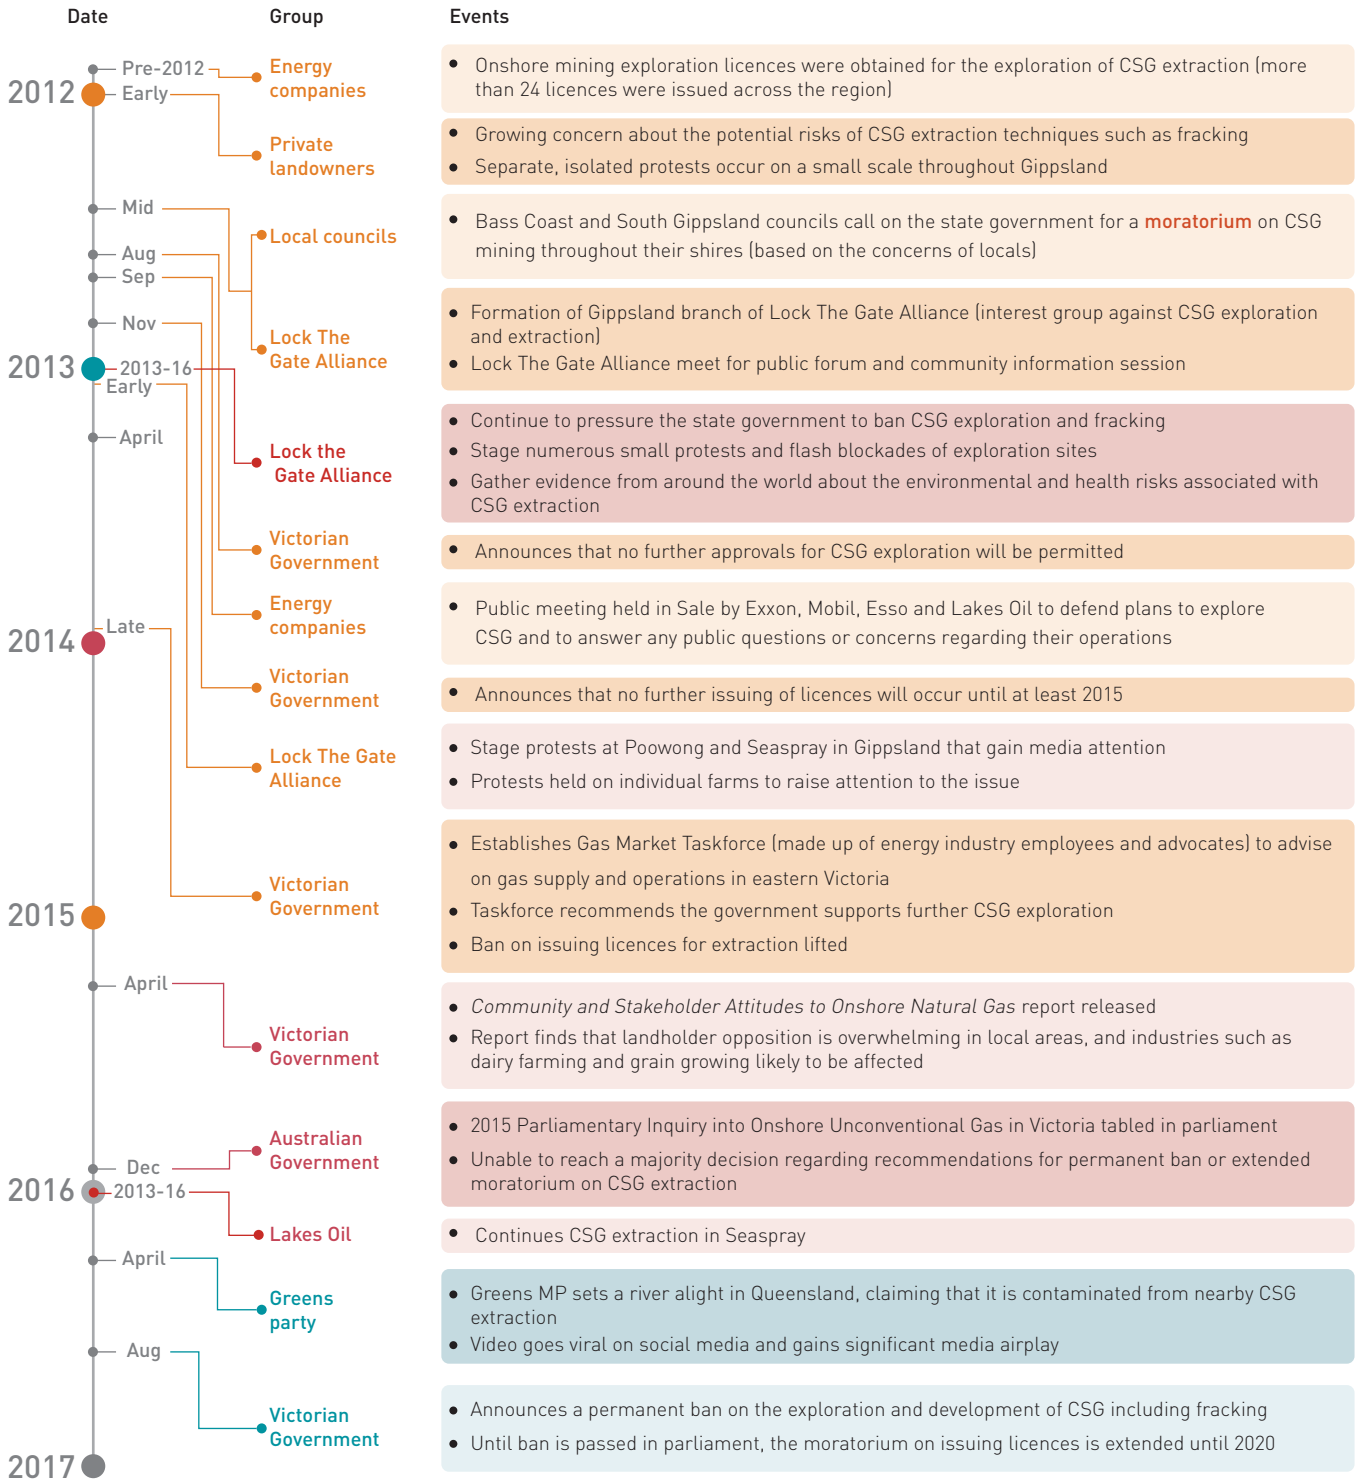 Date Group Events
Pre-2012
2012
Early
Energy
companies
• Onshore mining exploration licences were obtained for the exploration of CSG extraction (more
than 24 licences were issued across the region)
Private
landowners
• Growing concern about the potential risks of CSG extraction techniques such as fracking
• Separate, isolated protests occur on a small scale throughout Gippsland
Mid
Local councils
• Bass Coast and South Gippsland councils call on the state government for a moratorium on CSG
mining throughout their shires (based on the concerns of locals)
Aug
Sep
Nov
Lock The
Gate Alliance
• Formation of Gippsland branch of Lock The Gate Alliance (interest group against CSG exploration
and extraction)
• Lock The Gate Alliance meet for public forum and community information session
2013
2013-16
Early
April
Lock the
Gate Alliance
• Continue to pressure the state government to ban CSG exploration and fracking
• Stage numerous small protests and flash blockades of exploration sites
• Gather evidence from around the world about the environmental and health risks associated with
CSG extraction
Victorian
Government
• Announces that no further approvals for CSG exploration will be permitted
Energy
companies
• Public meeting held in Sale by Exxon, Mobil, Esso and Lakes Oil to defend plans to explore
CSG and to answer any public questions or concerns regarding their operations
Late
2014
Victorian
Government
• Announces that no further issuing of licences will occur until at least 2015
Lock The Gate
Alliance
• Stage protests at Poowong and Seaspray in Gippsland that gain media attention
• Protests held on individual farms to raise attention to the issue
Victorian
Government
• Establishes Gas Market Taskforce (made up of energy industry employees and advocates) to advise
on gas supply and operations in eastern Victoria
• Taskforce recommends the government supports further CSG exploration
• Ban on issuing licences for extraction lifted
2015
April
Victorian
Government
• Community and Stakeholder Attitudes to Onshore Natural Gas report released
• Report finds that landholder opposition is overwhelming in local areas, and industries such as
dairy farming and grain growing likely to be affected
Dec
Australian
Government
• 2015 Parliamentary Inquiry into Onshore Unconventional Gas in Victoria tabled in parliament
• Unable to reach a majority decision regarding recommendations for permanent ban or extended
moratorium on CSG extraction
2016
2013-16
Lakes Oil
• Continues CSG extraction in Seaspray
April
Greens
party
• Greens MP sets a river alight in Queensland, claiming that it is contaminated from nearby CSG
extraction
• Video goes viral on social media and gains significant media airplay
Aug
Victorian
Government
• Announces a permanent ban on the exploration and development of CSG including fracking
• Until ban is passed in parliament, the moratorium on issuing licences is extended until 2020
2017